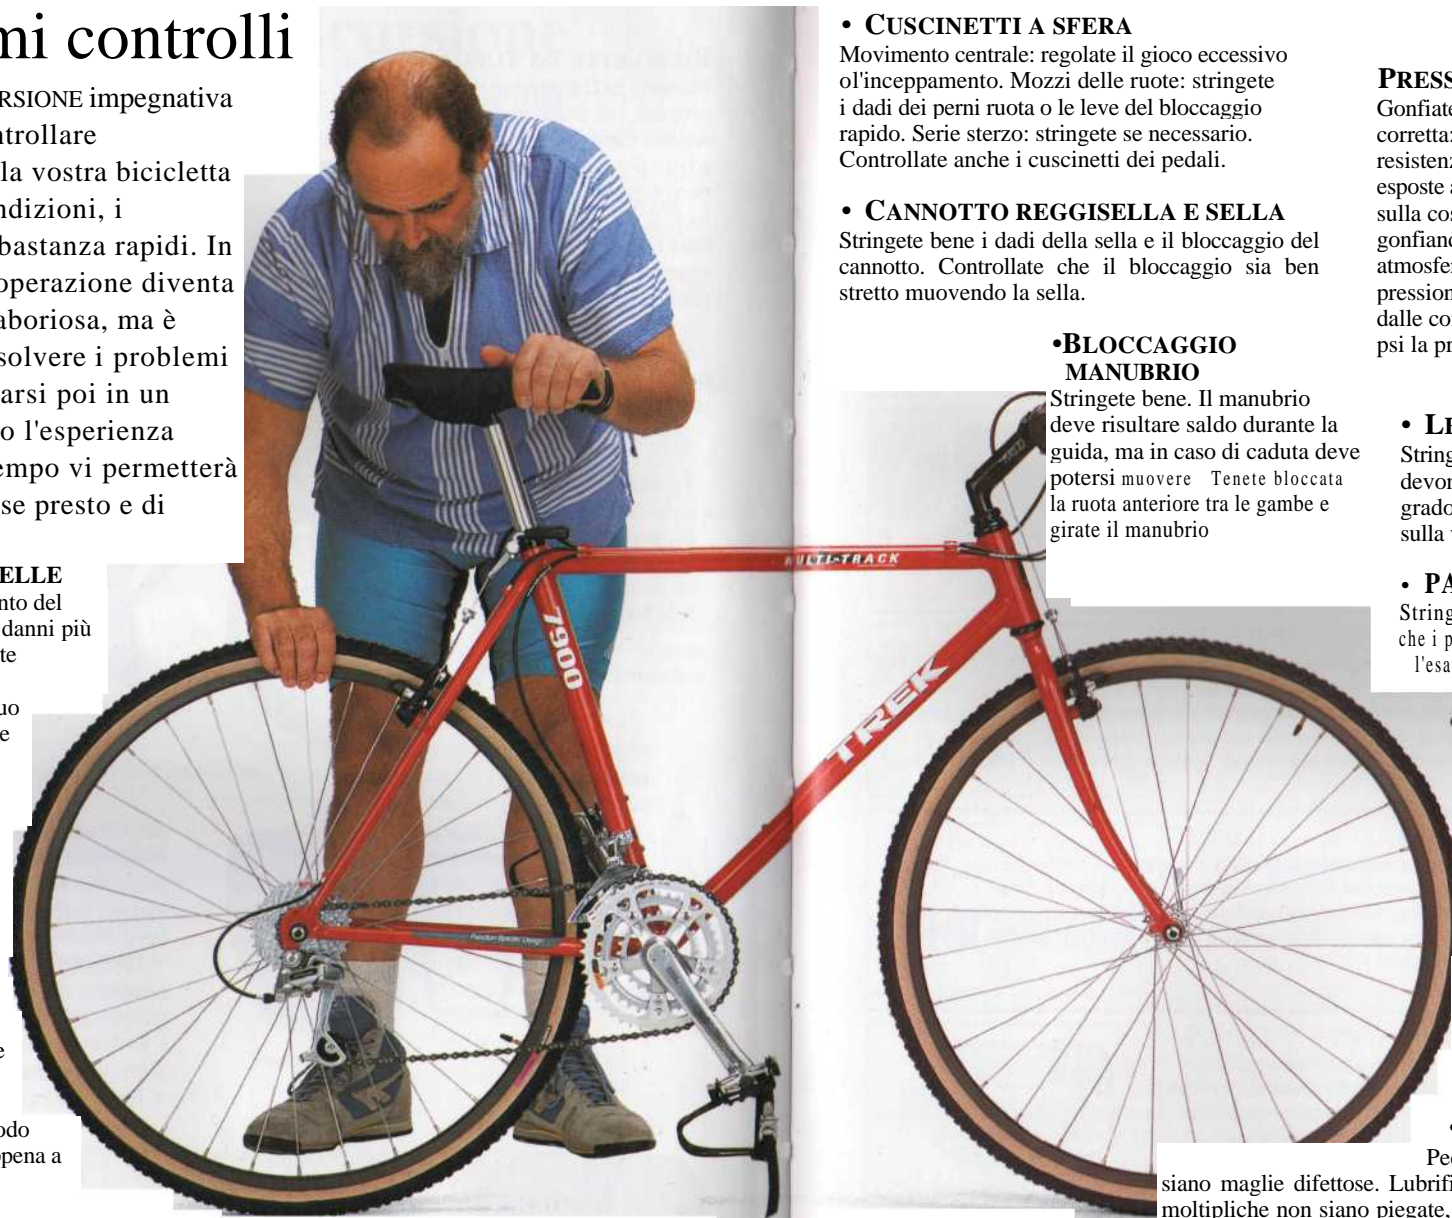 mi controlli
RSIONE impegnativa
ntrollare
la vostra bicicletta
ndizioni, i
bastanza rapidi. In
operazione diventa
aboriosa, ma è
solvere i problemi
arsi poi in un
o l'esperienza
empo vi permetterà
se presto e di
ELLE
nto del
danni più
te
uo
e
e
odo
pena a
• CUSCINETTI A SFERA
Movimento centrale: regolate il gioco eccessivo
ol'inceppamento. Mozzi delle ruote: stringete
i dadi dei perni ruota o le leve del bloccaggio
rapido. Serie sterzo: stringete se necessario.
Controllate anche i cuscinetti dei pedali.
• CANNOTTO REGGISELLA E SELLA
Stringete bene i dadi della sella e il bloccaggio del
cannotto. Controllate che il bloccaggio sia ben
stretto muovendo la sella.
•BLOCCAGGIO
MANUBRIO
Stringete bene. Il manubrio
deve risultare saldo durante la
guida, ma in caso di caduta deve
potersi muovere Tenete bloccata
la ruota anteriore tra le gambe e
girate il manubrio
PRESS
Gonfiate
corretta:
resisten
esposte a
sulla cos
gonfiand
atmosfe
pression
dalle co
psi la pr
• LE
String
devon
grado
sulla
• PA
String
che i p
l'esa
MULTI-TRACK
7900
TREK
Function Specific Design
Pe
siano maglie difettose. Lubrifi
moltipliche non siano piegate,